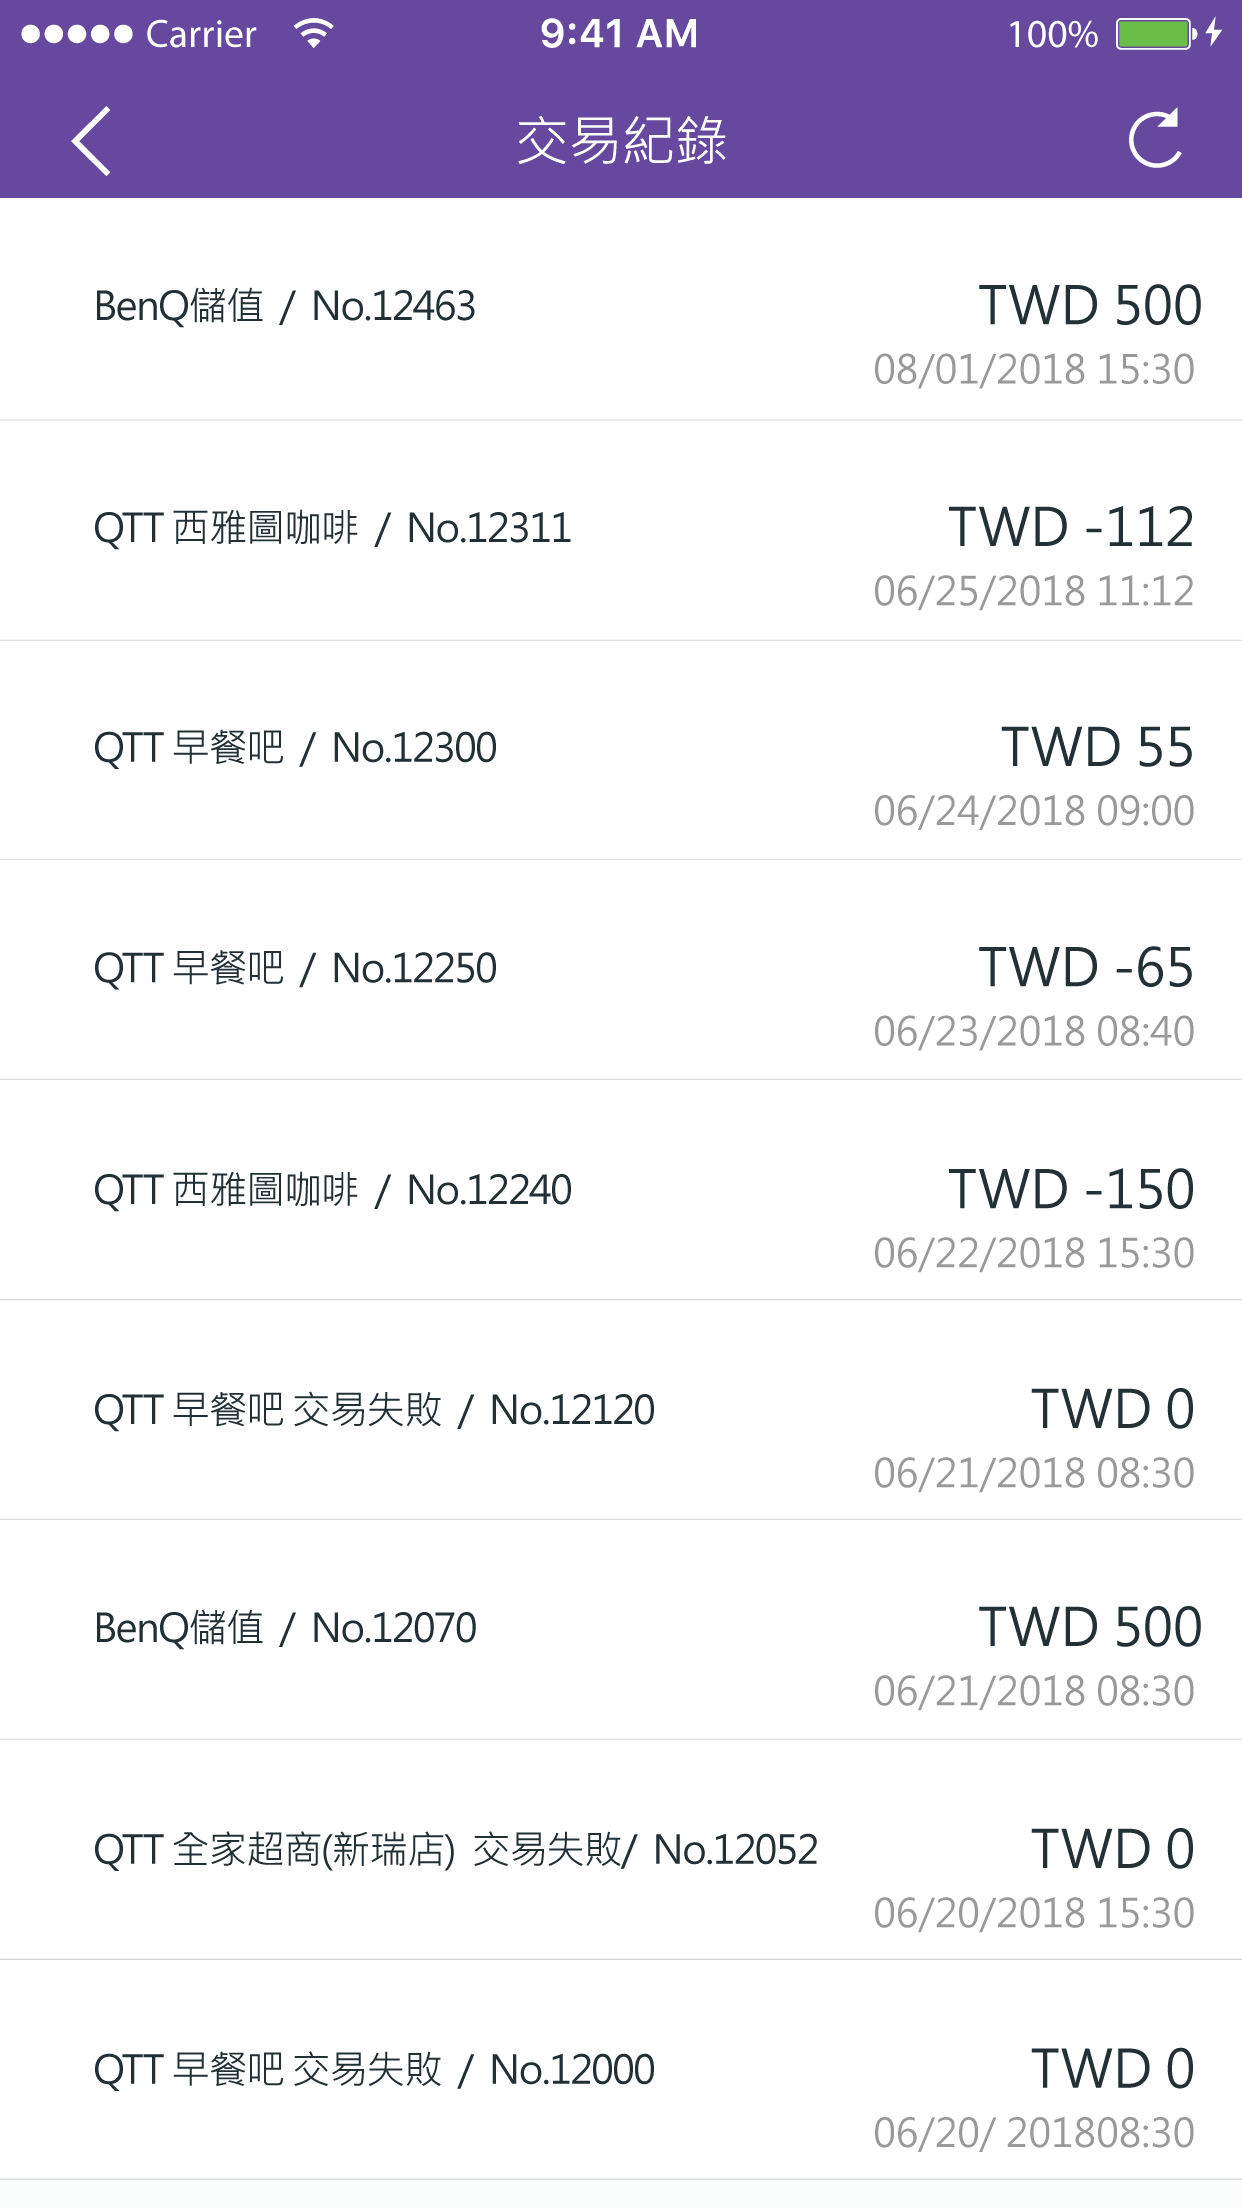 Carrier 9:41 AM 100%
交易紀錄
BenQ儲值 / No.12463 TWD 500
08/01/2018 15:30
QTT 西雅圖咖啡 / No.12311 TWD -112
06/25/2018 11:12
QTT 早餐吧 / No.12300 TWD 55
06/24/2018 09:00
QTT 早餐吧 / No.12250 TWD -65
06/23/2018 08:40
QTT 西雅圖咖啡 / No.12240 TWD -150
06/22/2018 15:30
QTT 早餐吧 交易失敗 / No.12120 TWD 0
06/21/2018 08:30
BenQ儲值 / No.12070 TWD 500
06/21/2018 08:30
QTT 全家超商(新瑞店) 交易失敗/ No.12052 TWD 0
06/20/2018 15:30
QTT 早餐吧 交易失敗 / No.12000 TWD 0
06/20/ 201808:30